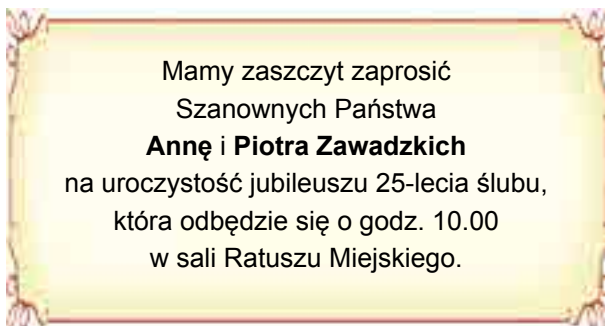 Mamy zaszczyt zaprosić
Szanownych Państwa
Annę i Piotra Zawadzkich
na uroczystość jubileuszu 25-lecia ślubu,
która odbędzie się o godz. 10.00
w sali Ratuszu Miejskiego.